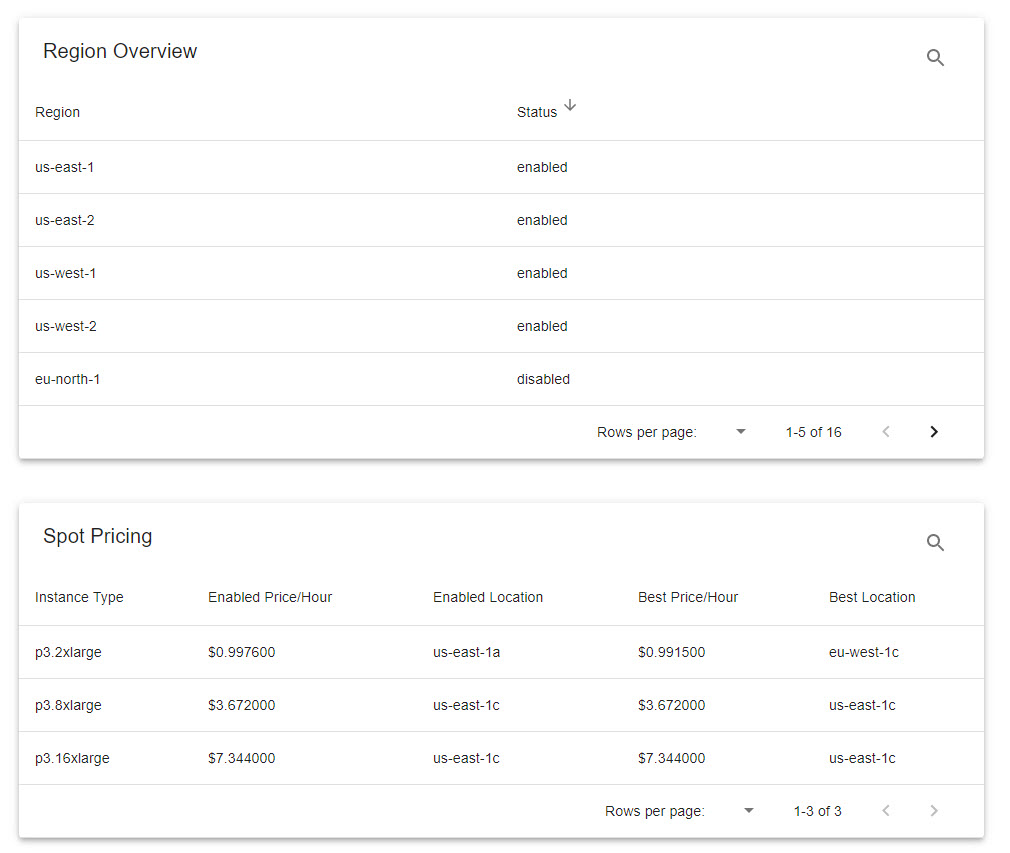 Region Overview
Region Status
us-east-1 enabled
us-east-2 enabled
us-west-1 enabled
us-west-2 enabled
eu-north-1 disabled
Rows per page: 1-5 of 16
Spot Pricing
Instance Type Enabled Price/Hour Enabled Location Best Price/Hour Best Location
p3.2xlarge $0.997600 us-east-1a $0.991500 eu-west-1c
p3.8xlarge $3.672000 us-east-1c $3.672000 us-east-1c
p3.16xlarge $7.344000 us-east-1c $7.344000 us-east-1c
Rows per page: 1-3 of 3